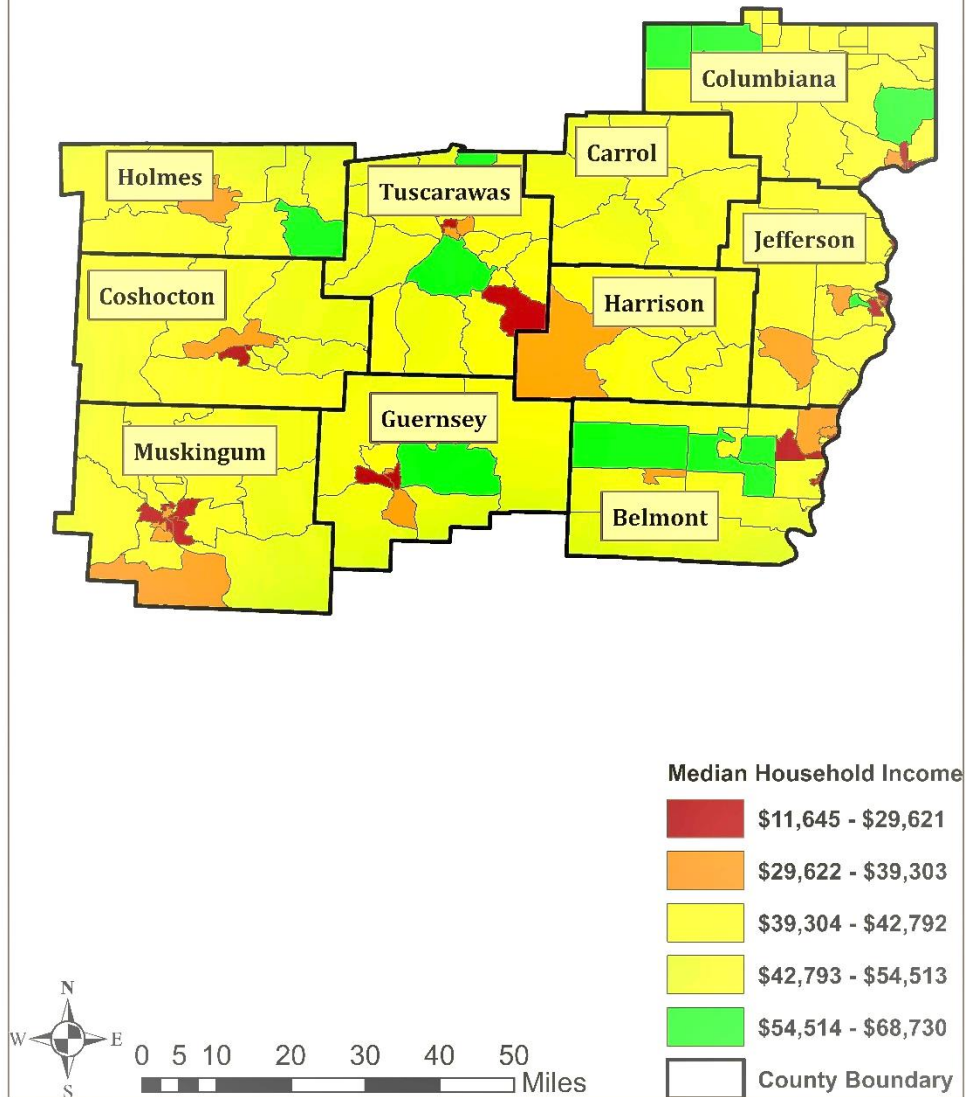 Columbiana
Carrol
Holmes
Tuscarawas
Jefferson
Coshocton
Harrison
Guernsey
Muskingum
Belmont
Median Household Income
$11,645 - $29,621
$29,622 - $39,303
$39,304 - $42,792
$42,793 - $54,513
$54,514 - $68,730
County Boundary
N
W E
S
0 5 10 20 30 40 50
Miles